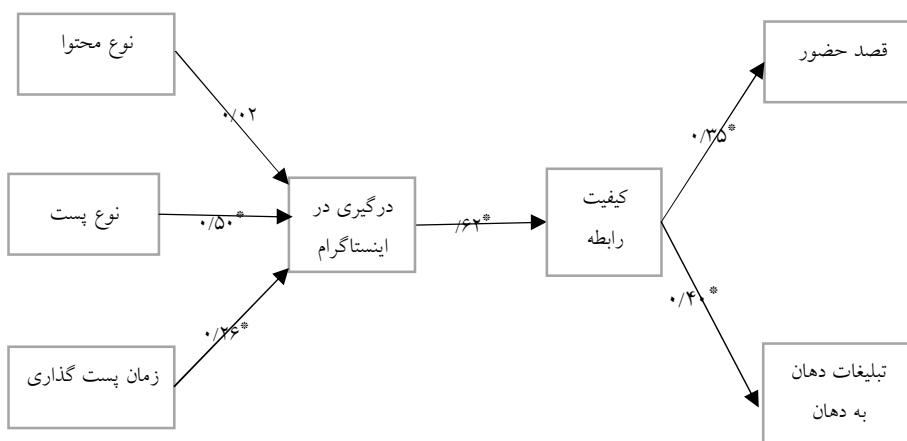 نوع محتوا
قصد حضور
۰/۰۲
۰/۳۵*
نوع پست
۰/۵۰*
درگیری در
اینستاگرام
/۶۲*
کیفیت
رابطه
۰/۲۶*
۰/۴۰*
زمان پست گذاری
تبلیغات دهان
به دهان